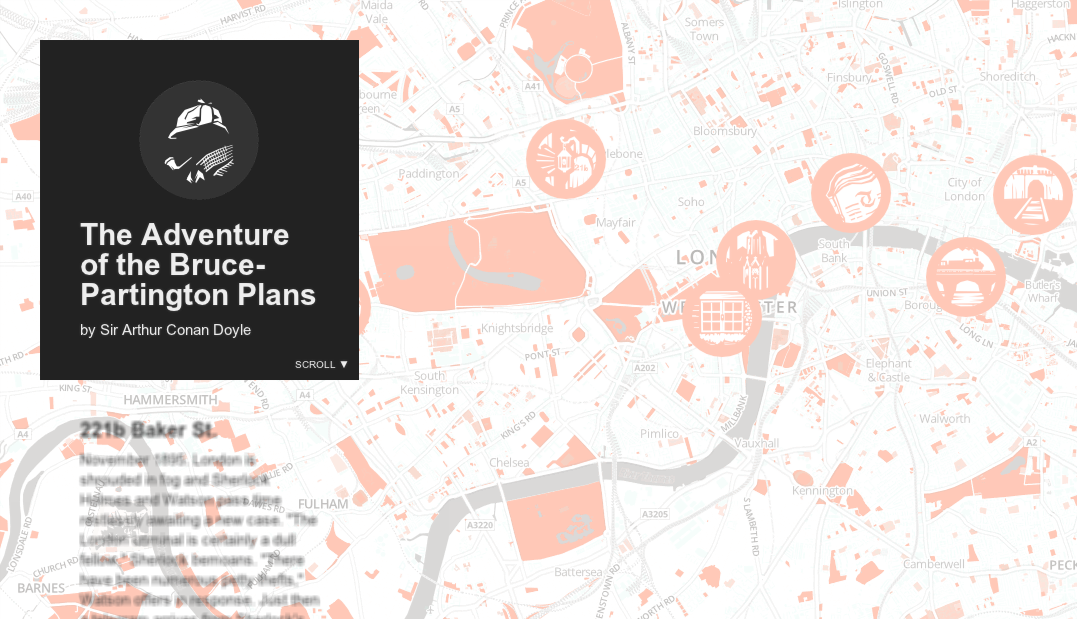 The Adventure
of the Bruce-
Partington Plans
by Sir Arthur Conan Doyle
SCROLL ▼
221b Baker St.
November 1895. London is
shrouded in fog and Sherlock
Holmes and Watson pass time
restlessly awaiting a new case. "The
London criminal is certainly a dull
fellow," Sherlock bemoans. "There
have been numerous petty thefts,"
Watson offers in response. Just then
HARVEST RD
Maida
Vale
ALBANY ST
Somers
Town
Islington
Haggerston
GOSWELL RD
Finsbury
OLD ST
Shoreditch
A41
A5
Bloomsbury
lebone
Paddington
A5
A40
City of
London
Soho
Mayfair
South
Bank
LON
UNION ST
Butler's
Wharf
TER
Knightsbridge
LONG LN
PONT ST
A202
Elephant
& Castle
South
Kensington
KING ST
A4
HAMMERSMITH
MILLBANK
KING'S RD
Walworth
A4
Pimlico
Vauxhall
A2
Chelsea
Kennington
FULHAM
LONSDALE RD
A3220
A3205
S LAMBETH RD
CHURCH RD
Battersea
Camberwell
PECK
BARNES